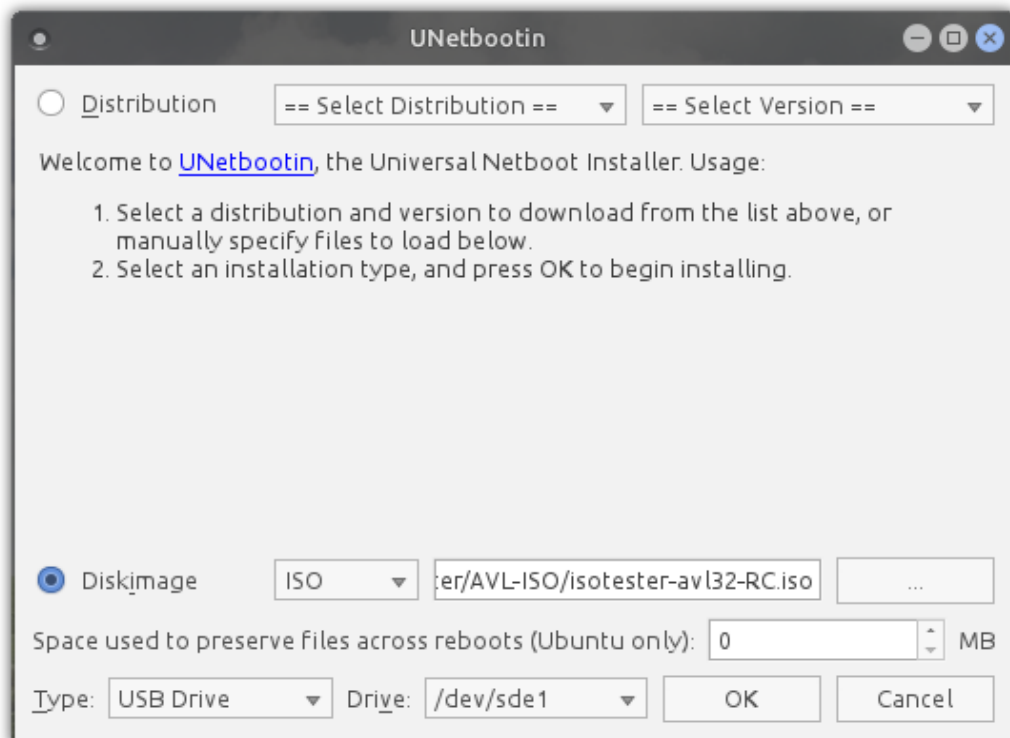 UNetbootin
Distribution == Select Distribution == == Select Version ==
Welcome to UNetbootin, the Universal Netboot Installer. Usage:
1. Select a distribution and version to download from the list above, or
manually specify files to load below.
2. Select an installation type, and press OK to begin installing.
Diskimage ISO :er/AVL-ISO/isotester-avl32-RC.iso ...
Space used to preserve files across reboots (Ubuntu only): 0 MB
Type: USB Drive Drive: /dev/sde1 OK Cancel